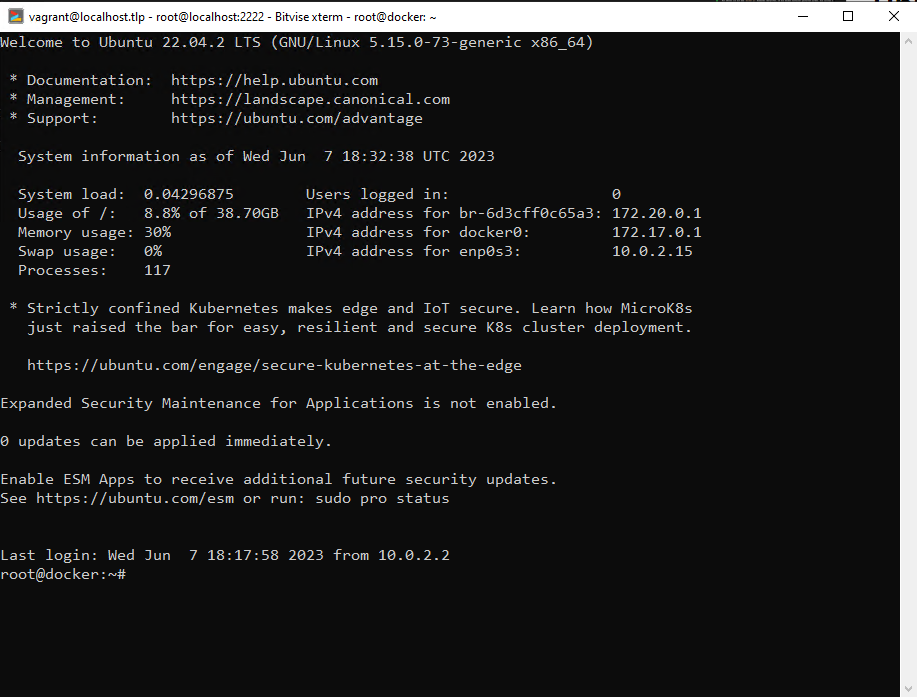 vagrant@localhost.tlp - root@localhost:2222 - Bitvise xterm - root@docker: ~
Welcome to Ubuntu 22.04.2 LTS (GNU/Linux 5.15.0-73-generic x86_64)
 * Documentation:  https://help.ubuntu.com
 * Management:     https://landscape.canonical.com
 * Support:        https://ubuntu.com/advantage
  System information as of Wed Jun  7 18:32:38 UTC 2023
  System load:  0.04296875        Users logged in:                  0
  Usage of /:   8.8% of 38.70GB   IPv4 address for br-6d3cff0c65a3: 172.20.0.1
  Memory usage: 30%               IPv4 address for docker0:         172.17.0.1
  Swap usage:   0%                IPv4 address for enp0s3:          10.0.2.15
  Processes:    117
 * Strictly confined Kubernetes makes edge and IoT secure. Learn how MicroK8s
   just raised the bar for easy, resilient and secure K8s cluster deployment.
   https://ubuntu.com/engage/secure-kubernetes-at-the-edge
Expanded Security Maintenance for Applications is not enabled.
0 updates can be applied immediately.
Enable ESM Apps to receive additional future security updates.
See https://ubuntu.com/esm or run: sudo pro status
Last login: Wed Jun  7 18:17:58 2023 from 10.0.2.2
root@docker:~#